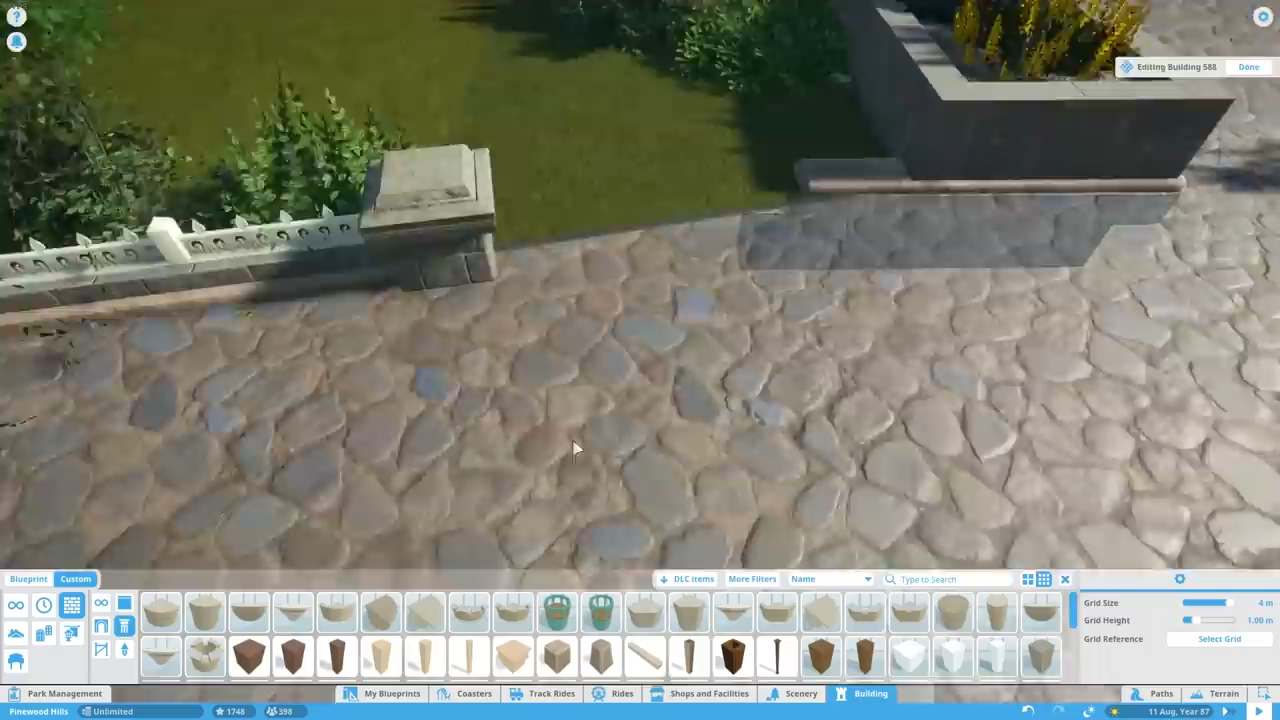 Editing Building 588 Done
Blueprint Custom DLC Items More Filters Name Type to Search
Grid Size 4 m
Grid Height 1.00 m
Grid Reference Select Grid
Park Management My Blueprints Coasters Track Rides Rides Shops and Facilities Scenery Building Paths Terrain
Pinewood Hills Unlimited 1748 398 11 Aug, Year 87